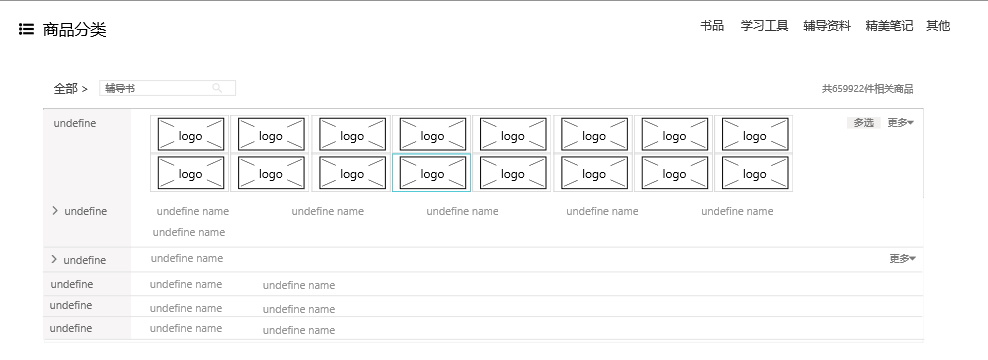 商品分类 书品 学习工具 辅导资料 精美笔记 其他
全部 > 辅导书 共659922件相关商品
undefine logo logo logo logo logo logo logo logo 多选 更多
logo logo logo logo logo logo logo logo
undefine undefine name undefine name undefine name undefine name undefine name
undefine name
undefine undefine name 更多
undefine undefine name undefine name
undefine undefine name undefine name
undefine undefine name undefine name